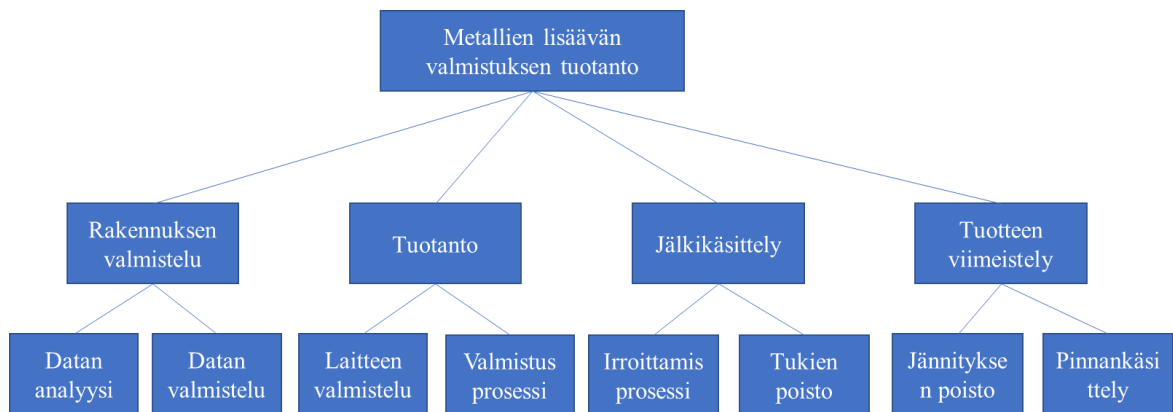 Metallien lisäävän
valmistuksen tuotanto
Rakennuksen
valmistelu
Tuotanto
Jälkikäsittely
Tuotteen
viimeistely
Datan
analyysi
Datan
valmistelu
Laitteen
valmistelu
Valmistus
prosessi
Irroittamis
prosessi
Tukien
poisto
Jännitykse
n poisto
Pinnankäsi
ttely